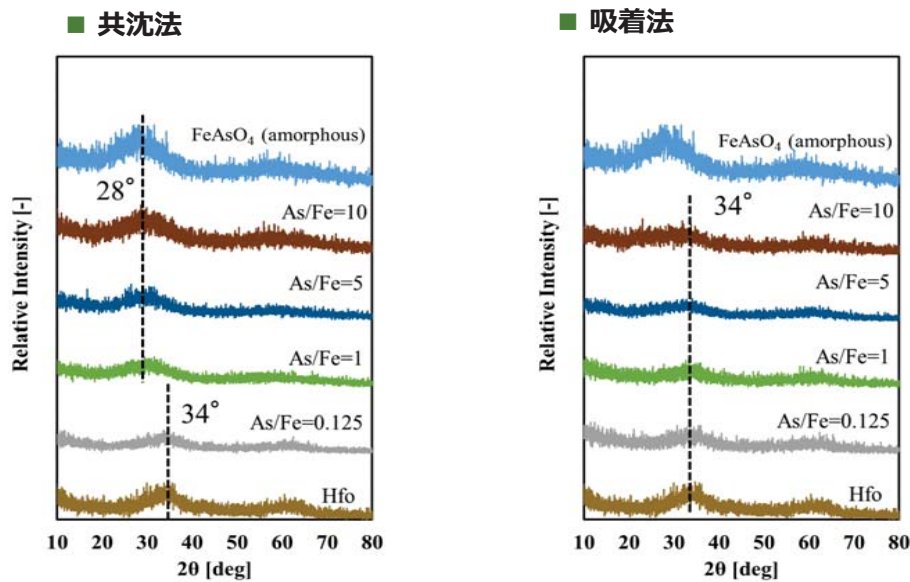 ■ 共沈法
Relative Intensity [-]
FeAsO₄ (amorphous)
28°
As/Fe=10
As/Fe=5
As/Fe=1
34°
As/Fe=0.125
Hfo
10 20 30 40 50 60 70 80
2θ [deg]
■ 吸着法
Relative Intensity [-]
FeAsO₄ (amorphous)
34°
As/Fe=10
As/Fe=5
As/Fe=1
As/Fe=0.125
Hfo
10 20 30 40 50 60 70 80
2θ [deg]